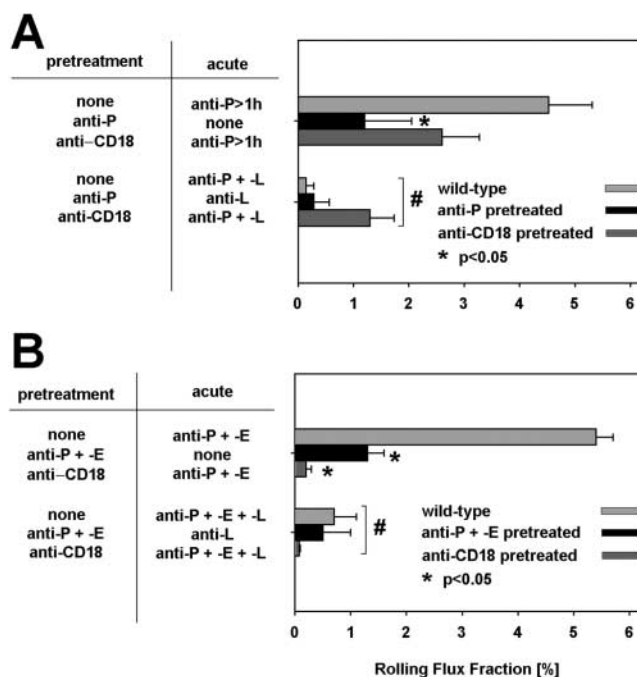 A
pretreatment acute
none anti-P>1h
anti-P none
anti–CD18 anti-P>1h
*
none anti-P + -L
anti-P anti-L
anti-CD18 anti-P + -L
#
wild-type
anti-P pretreated
anti-CD18 pretreated
* p<0.05
0 1 2 3 4 5 6
B
pretreatment acute
none anti-P + -E
anti-P + -E none
anti–CD18 anti-P + -E
*
*
none anti-P + -E + -L
anti-P + -E anti-L
anti-CD18 anti-P + -E + -L
#
wild-type
anti-P + -E pretreated
anti-CD18 pretreated
* p<0.05
0 1 2 3 4 5 6
Rolling Flux Fraction [%]